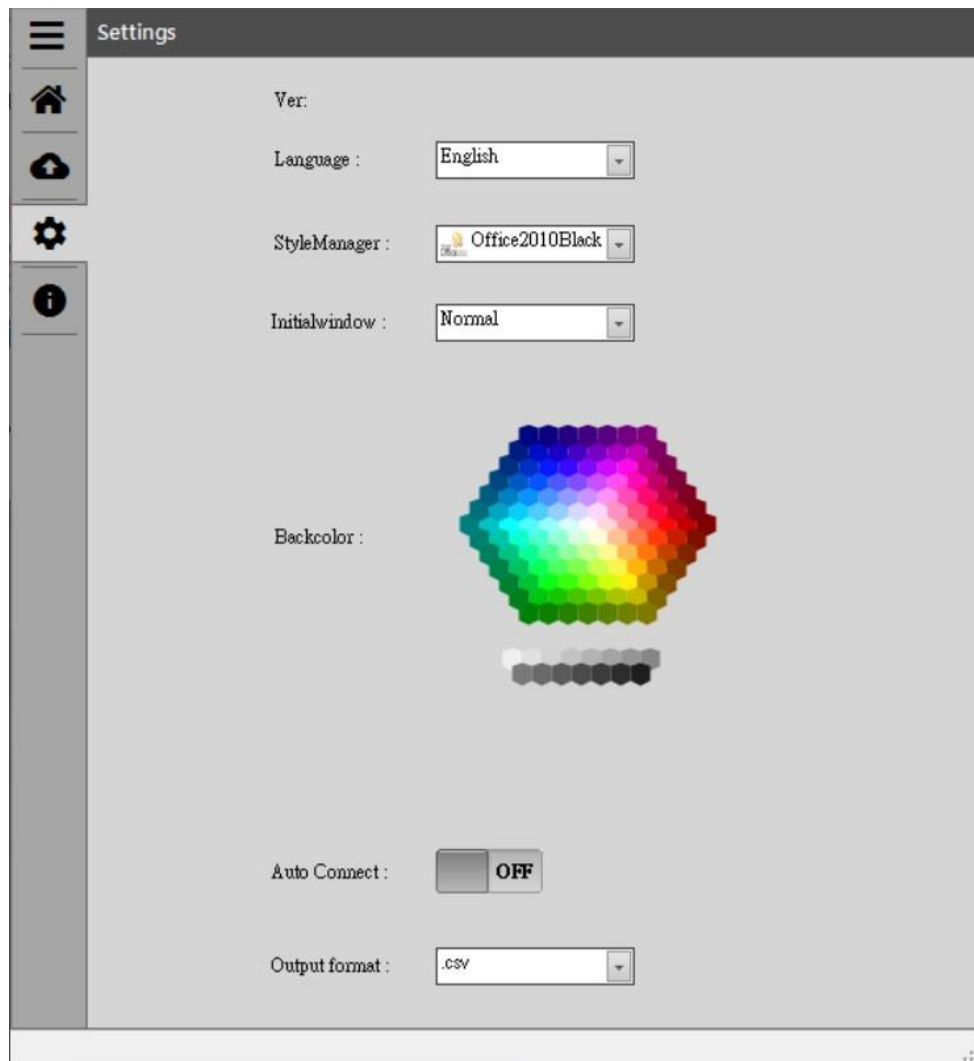 Settings
Ver:
Language : English
StyleManager : Office2010Black
Initialwindow : Normal
Backcolor :
Auto Connect : OFF
Output format : .csv